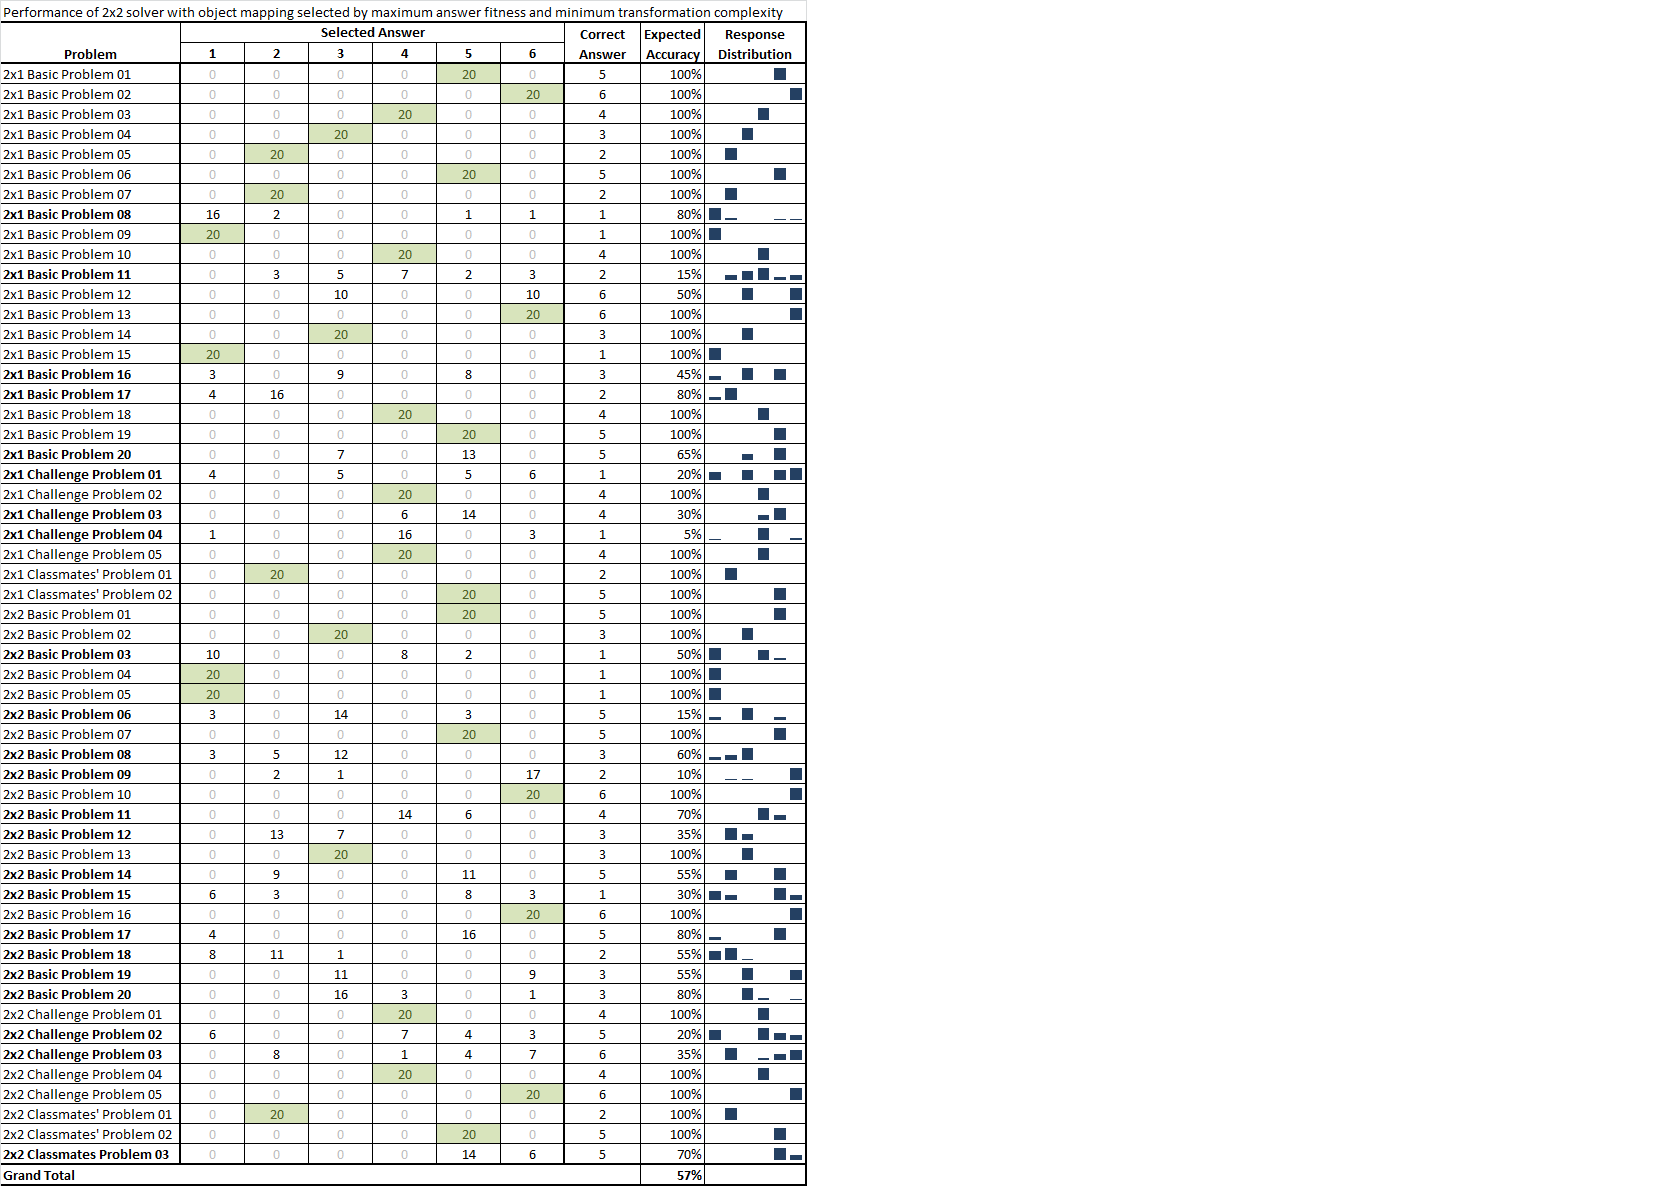 Performance of 2x2 solver with object mapping selected by maximum answer fitness and minimum transformation complexity
Selected Answer Correct Expected Response
Problem 1 2 3 4 5 6 Answer Accuracy Distribution
2x1 Basic Problem 01 0 0 0 0 20 0 5 100%
2x1 Basic Problem 02 0 0 0 0 0 20 6 100%
2x1 Basic Problem 03 0 0 0 20 0 0 4 100%
2x1 Basic Problem 04 0 0 20 0 0 0 3 100%
2x1 Basic Problem 05 0 20 0 0 0 0 2 100%
2x1 Basic Problem 06 0 0 0 0 20 0 5 100%
2x1 Basic Problem 07 0 20 0 0 0 0 2 100%
2x1 Basic Problem 08 16 2 0 0 1 1 1 80%
2x1 Basic Problem 09 20 0 0 0 0 0 1 100%
2x1 Basic Problem 10 0 0 0 20 0 0 4 100%
2x1 Basic Problem 11 0 3 5 7 2 3 2 15%
2x1 Basic Problem 12 0 0 10 0 0 10 6 50%
2x1 Basic Problem 13 0 0 0 0 0 20 6 100%
2x1 Basic Problem 14 0 0 20 0 0 0 3 100%
2x1 Basic Problem 15 20 0 0 0 0 0 1 100%
2x1 Basic Problem 16 3 0 9 0 8 0 3 45%
2x1 Basic Problem 17 4 16 0 0 0 0 2 80%
2x1 Basic Problem 18 0 0 0 20 0 0 4 100%
2x1 Basic Problem 19 0 0 0 0 20 0 5 100%
2x1 Basic Problem 20 0 0 7 0 13 0 5 65%
2x1 Challenge Problem 01 4 0 5 0 5 6 1 20%
2x1 Challenge Problem 02 0 0 0 20 0 0 4 100%
2x1 Challenge Problem 03 0 0 0 6 14 0 4 30%
2x1 Challenge Problem 04 1 0 0 16 0 3 1 5%
2x1 Challenge Problem 05 0 0 0 20 0 0 4 100%
2x1 Classmates' Problem 01 0 20 0 0 0 0 2 100%
2x1 Classmates' Problem 02 0 0 0 0 20 0 5 100%
2x2 Basic Problem 01 0 0 0 0 20 0 5 100%
2x2 Basic Problem 02 0 0 20 0 0 0 3 100%
2x2 Basic Problem 03 10 0 0 8 2 0 1 50%
2x2 Basic Problem 04 20 0 0 0 0 0 1 100%
2x2 Basic Problem 05 20 0 0 0 0 0 1 100%
2x2 Basic Problem 06 3 0 14 0 3 0 5 15%
2x2 Basic Problem 07 0 0 0 0 20 0 5 100%
2x2 Basic Problem 08 3 5 12 0 0 0 3 60%
2x2 Basic Problem 09 0 2 1 0 0 17 2 10%
2x2 Basic Problem 10 0 0 0 0 0 20 6 100%
2x2 Basic Problem 11 0 0 0 14 6 0 4 70%
2x2 Basic Problem 12 0 13 7 0 0 0 3 35%
2x2 Basic Problem 13 0 0 20 0 0 0 3 100%
2x2 Basic Problem 14 0 9 0 0 11 0 5 55%
2x2 Basic Problem 15 6 3 0 0 8 3 1 30%
2x2 Basic Problem 16 0 0 0 0 0 20 6 100%
2x2 Basic Problem 17 4 0 0 0 16 0 5 80%
2x2 Basic Problem 18 8 11 1 0 0 0 2 55%
2x2 Basic Problem 19 0 0 11 0 0 9 3 55%
2x2 Basic Problem 20 0 0 16 3 0 1 3 80%
2x2 Challenge Problem 01 0 0 0 20 0 0 4 100%
2x2 Challenge Problem 02 6 0 0 7 4 3 5 20%
2x2 Challenge Problem 03 0 8 0 1 4 7 6 35%
2x2 Challenge Problem 04 0 0 0 20 0 0 4 100%
2x2 Challenge Problem 05 0 0 0 0 0 20 6 100%
2x2 Classmates' Problem 01 0 20 0 0 0 0 2 100%
2x2 Classmates' Problem 02 0 0 0 0 20 0 5 100%
2x2 Classmates Problem 03 0 0 0 0 14 6 5 70%
Grand Total 57%